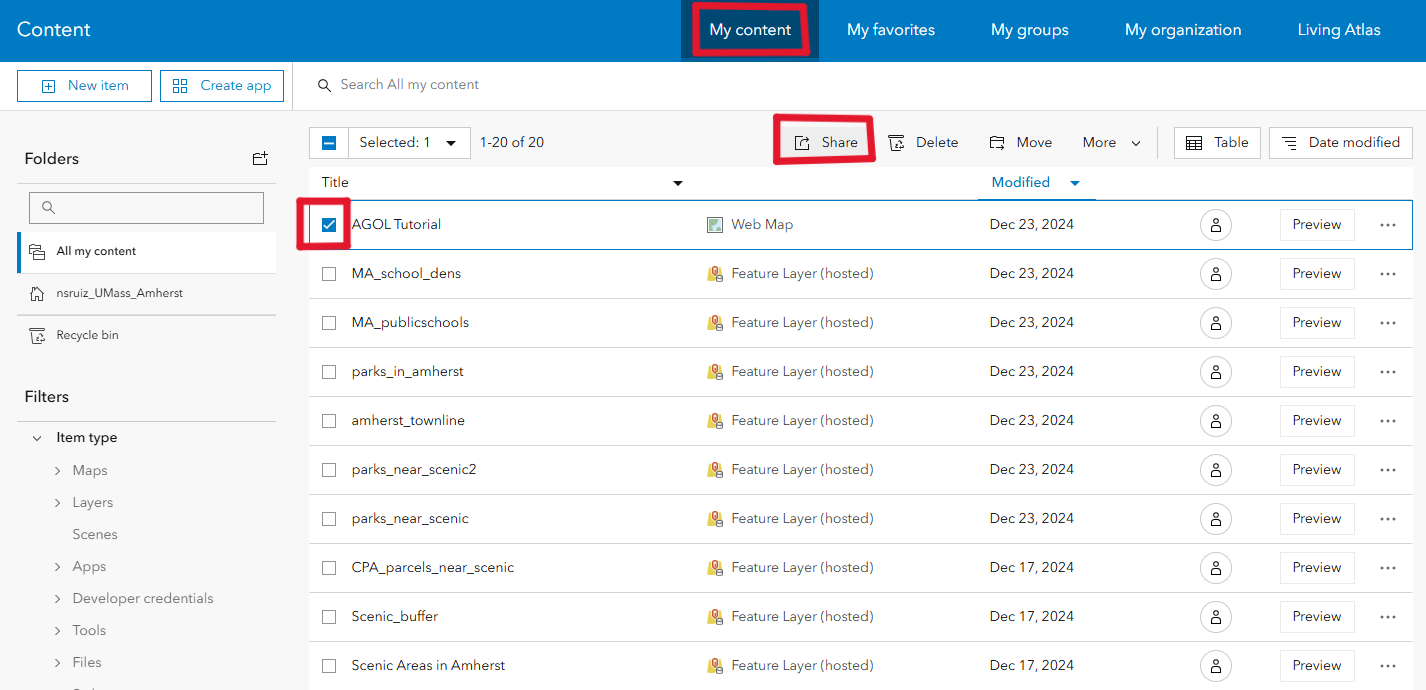 Content
My content My favorites My groups My organization Living Atlas
New item Create app Search All my content
Folders
All my content
nsruiz_UMass_Amherst
Recycle bin
Filters
Item type
Maps
Layers
Scenes
Apps
Developer credentials
Tools
Files
Selected: 1 1-20 of 20 Share Delete Move More Table Date modified
Title Modified
AGOL Tutorial Web Map Dec 23, 2024 Preview
MA_school_dens Feature Layer (hosted) Dec 23, 2024 Preview
MA_publicschools Feature Layer (hosted) Dec 23, 2024 Preview
parks_in_amherst Feature Layer (hosted) Dec 23, 2024 Preview
amherst_townline Feature Layer (hosted) Dec 23, 2024 Preview
parks_near_scenic2 Feature Layer (hosted) Dec 23, 2024 Preview
parks_near_scenic Feature Layer (hosted) Dec 23, 2024 Preview
CPA_parcels_near_scenic Feature Layer (hosted) Dec 17, 2024 Preview
Scenic_buffer Feature Layer (hosted) Dec 17, 2024 Preview
Scenic Areas in Amherst Feature Layer (hosted) Dec 17, 2024 Preview